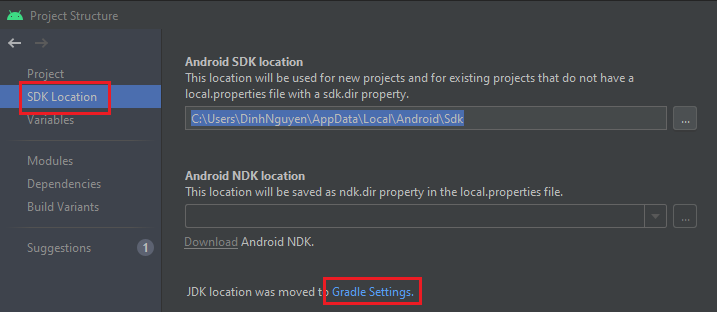 Project Structure
Project
SDK Location
Variables
Modules
Dependencies
Build Variants
Suggestions
1
Android SDK location
This location will be used for new projects and for existing projects that do not have a
local.properties file with a sdk.dir property.
C:\Users\DinhNguyen\AppData\Local\Android\Sdk
...
Android NDK location
This location will be saved as ndk.dir property in the local.properties file.
...
Download Android NDK.
JDK location was moved to Gradle Settings.